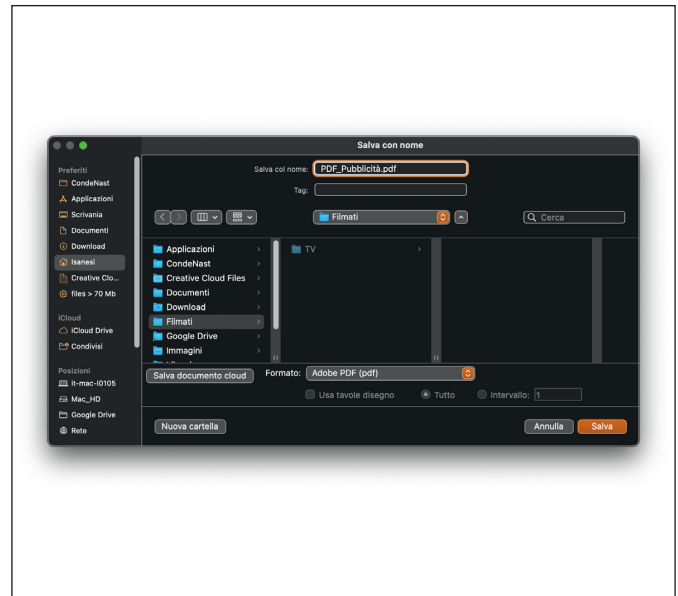 Salva con nome
Preferiti
CondeNast
Applicazioni
Scrivania
Documenti
Download
lsanesi
Creative Clo...
files > 70 Mb
iCloud
iCloud Drive
Condivisi
Posizioni
it-mac-l0105
Mac_HD
Google Drive
Rete
Salva col nome: PDF_Pubblicità.pdf
Tag:
Filmati
Cerca
Applicazioni
CondeNast
Creative Cloud Files
Documenti
Download
Filmati
Google Drive
Immagini
TV
Salva documento cloud Formato: Adobe PDF (pdf)
Usa tavole disegno Tutto Intervallo: 1
Nuova cartella Annulla Salva